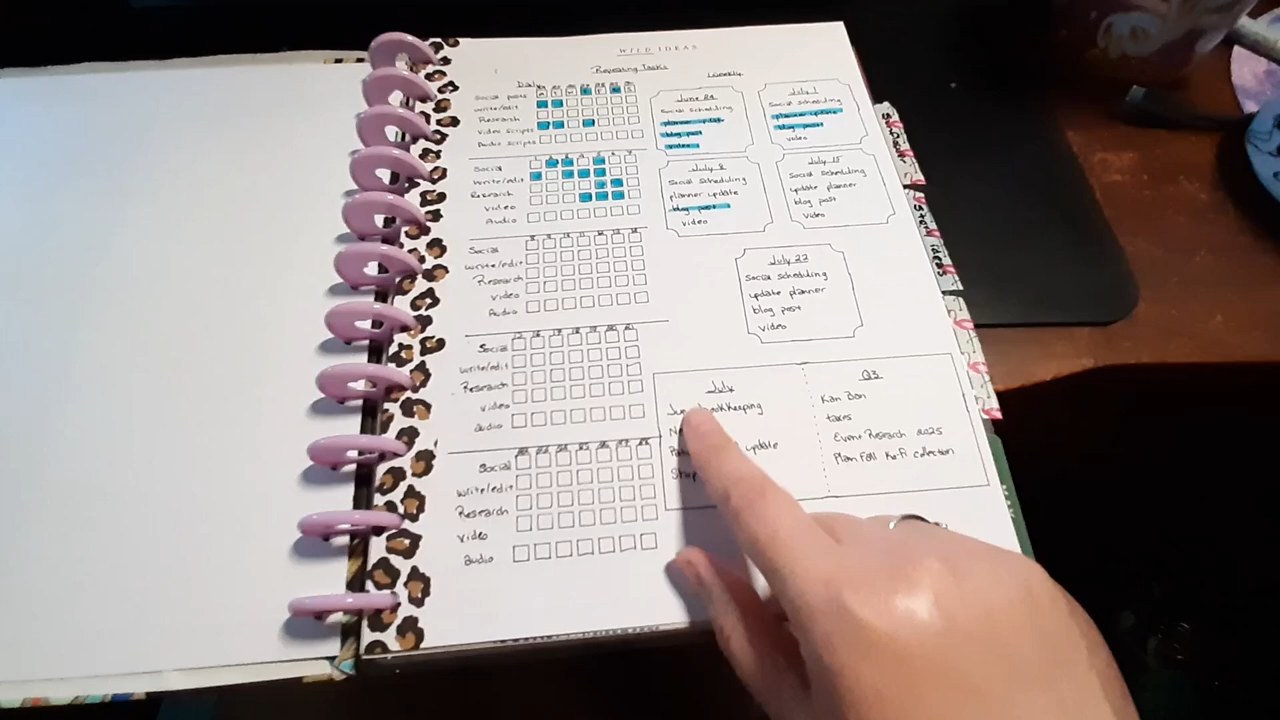 WILD IDEAS
Repeating Tasks
Daily
Social posts
write/edit
Research
Video scripts
Audio scripts
Social
write/edit
Research
video
Audio
Social
write/edit
Research
video
Audio
Social
write/edit
Research
video
audio
Social
write/edit
Research
video
audio
Weekly
June 24
Social scheduling
planner update
blog post
video
July 1
Social scheduling
planner update
blog post
video
July 8
Social scheduling
planner update
blog post
video
July 15
Social scheduling
update planner
blog post
video
July 22
Social scheduling
update planner
blog post
video
July
bookkeeping
update
Q3
Kan Ban
taxes
Event Research 2025
Plan Fall Ko-Fi collection
ideas